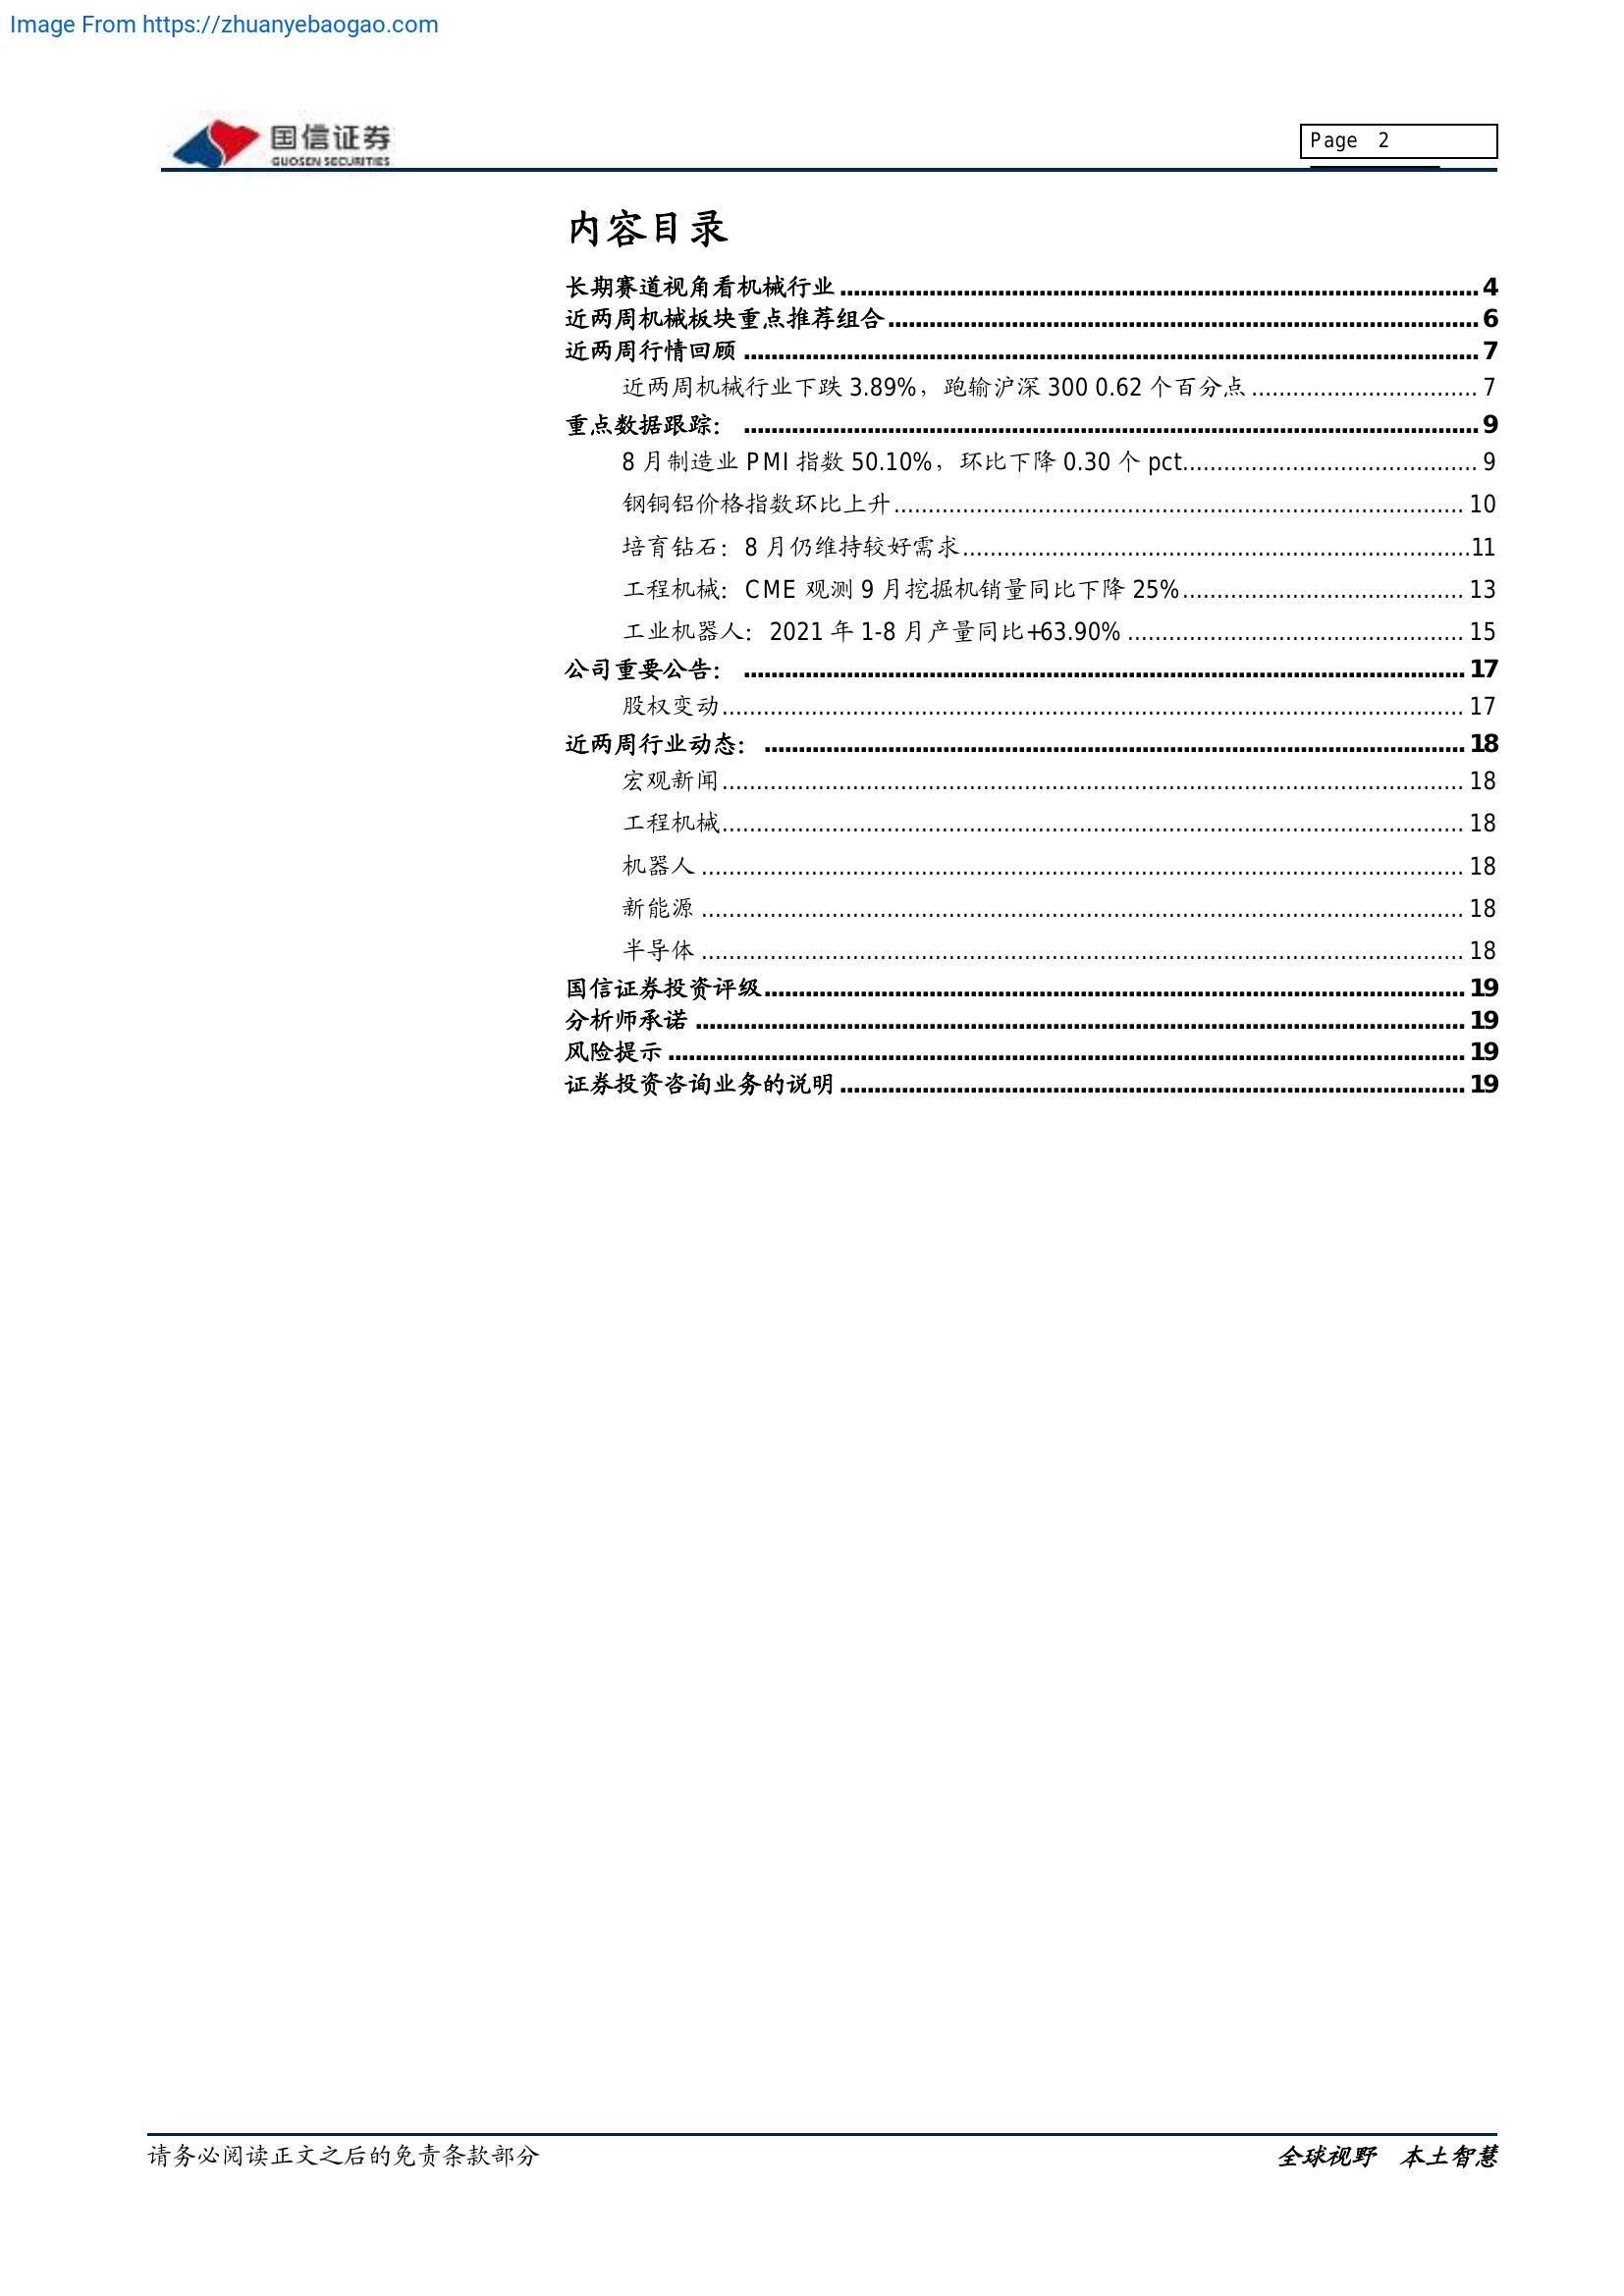 Image From https://zhuanyebaogao.com
国信证券
GUOSEN SECURITIES
Page 2
内容目录
长期赛道视角看机械行业 4
近两周机械板块重点推荐组合 6
近两周行情回顾 7
近两周机械行业下跌 3.89%，跑输沪深 300 0.62 个百分点 7
重点数据跟踪： 9
8 月制造业 PMI 指数 50.10%，环比下降 0.30 个 pct 9
钢铜铝价格指数环比上升 10
培育钻石：8 月仍维持较好需求 11
工程机械：CME 观测 9 月挖掘机销量同比下降 25% 13
工业机器人：2021 年 1-8 月产量同比+63.90% 15
公司重要公告： 17
股权变动 17
近两周行业动态： 18
宏观新闻 18
工程机械 18
机器人 18
新能源 18
半导体 18
国信证券投资评级 19
分析师承诺 19
风险提示 19
证券投资咨询业务的说明 19
请务必阅读正文之后的免责条款部分
全球视野 本土智慧